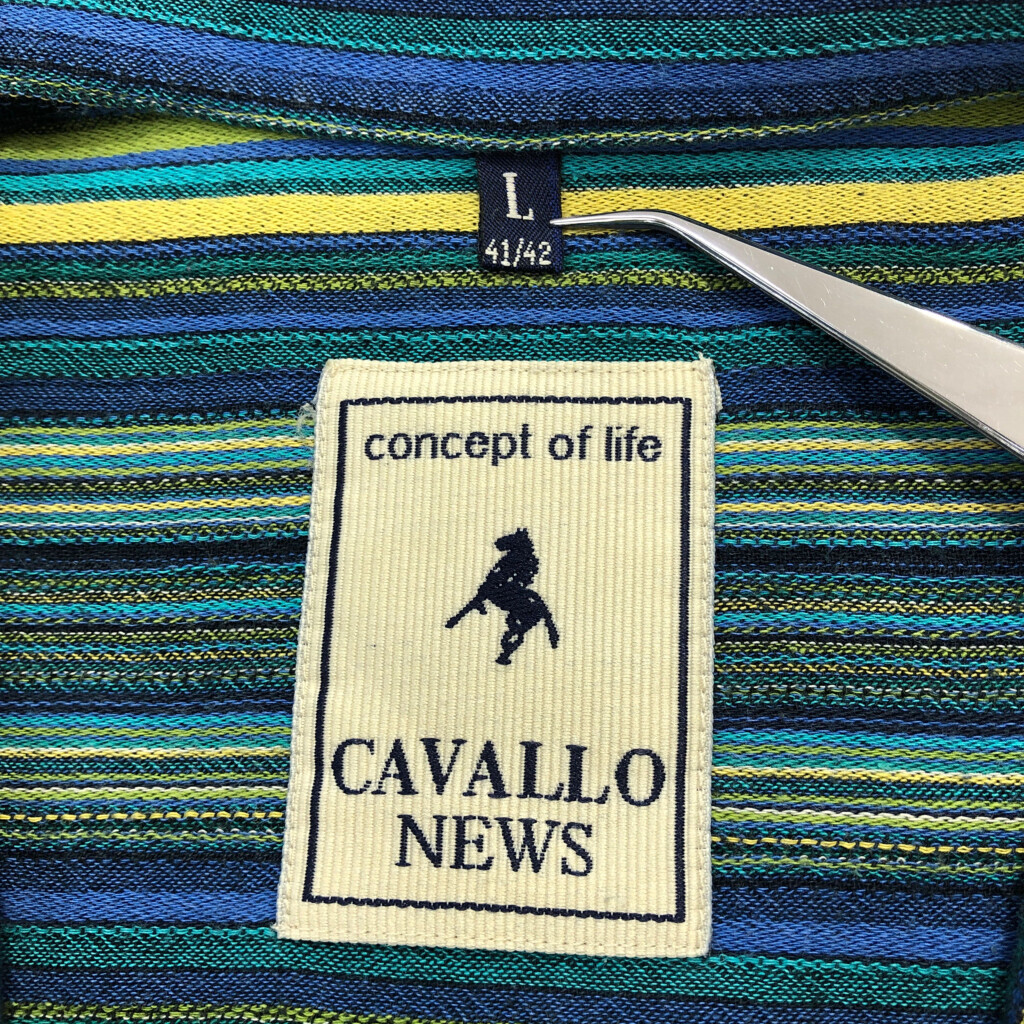 L
41/42
concept of life
CAVALLO
NEWS